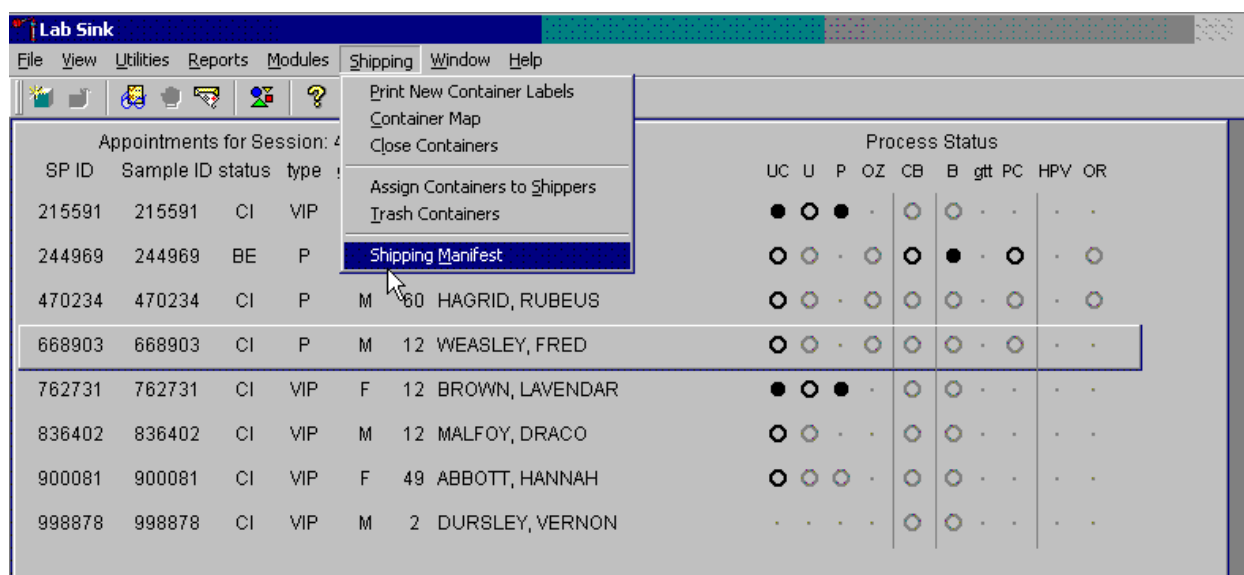 Lab Sink
File View Utilities Reports Modules Shipping Window Help
Print New Container Labels
Container Map
Close Containers
Assign Containers to Shippers
Trash Containers
Shipping Manifest
Appointments for Session: Process Status
SP ID Sample ID status type UC U P OZ CB B gtt PC HPV OR
215591 215591 CI VIP
244969 244969 BE P
470234 470234 CI P M 60 HAGRID, RUBEUS
668903 668903 CI P M 12 WEASLEY, FRED
762731 762731 CI VIP F 12 BROWN, LAVENDAR
836402 836402 CI VIP M 12 MALFOY, DRACO
900081 900081 CI VIP F 49 ABBOTT, HANNAH
998878 998878 CI VIP M 2 DURSLEY, VERNON